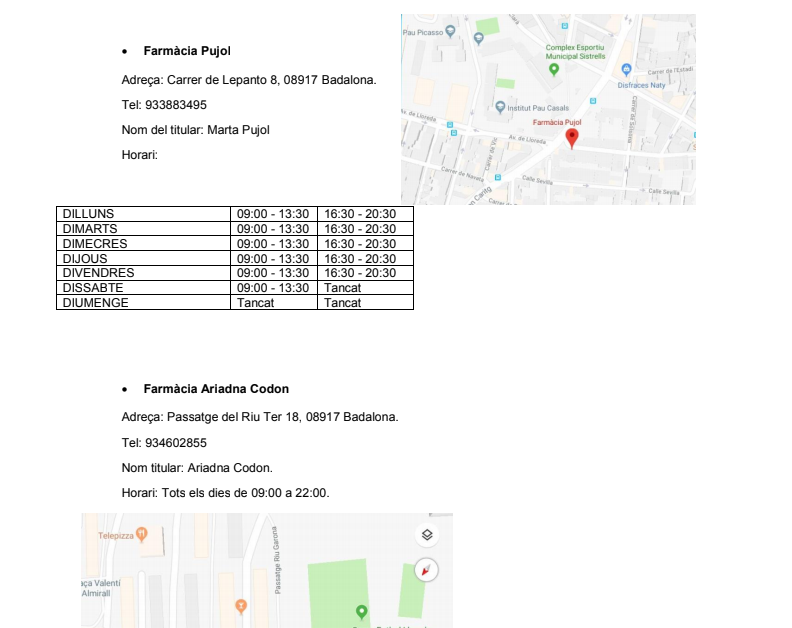 • Farmàcia Pujol
Adreça: Carrer de Lepanto 8, 08917 Badalona.
Tel: 933883495
Nom del titular: Marta Pujol
Horari:
Pau Picasso
Complex Esportiu
Municipal Sistrells
Carrer de l'Estadi
Disfraces Naty
Institut Pau Casals
Av. de Lloreda
Farmàcia Pujol
Av. de Lloreda
Calle Sevilla
Calle Sevilla
DILLUNS 09:00 - 13:30 16:30 - 20:30
DIMARTS 09:00 - 13:30 16:30 - 20:30
DIMECRES 09:00 - 13:30 16:30 - 20:30
DIJOUS 09:00 - 13:30 16:30 - 20:30
DIVENDRES 09:00 - 13:30 16:30 - 20:30
DISSABTE 09:00 - 13:30 Tancat
DIUMENGE Tancat Tancat
• Farmàcia Ariadna Codon
Adreça: Passatge del Riu Ter 18, 08917 Badalona.
Tel: 934602855
Nom titular: Ariadna Codon.
Horari: Tots els dies de 09:00 a 22:00.
Telepizza
Passatge Riu Garona
aça Valentí
Almirall